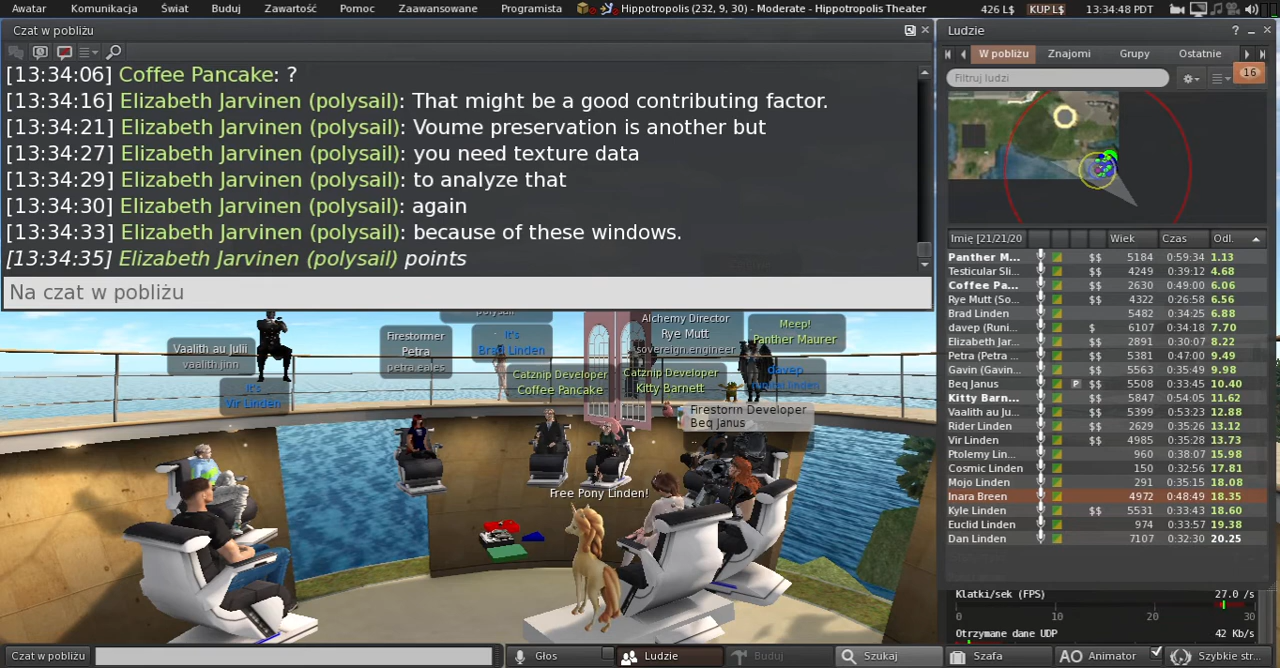 Awatar Komunikacja Świat Buduj Zawartość Pomoc Zaawansowane Programista Hippotropolis (232, 9, 30) - Moderate - Hippotropolis Theater 426 L$ KUP L$ 13:34:48 PDT
Czat w pobliżu
[13:34:06] Coffee Pancake: ?
[13:34:16] Elizabeth Jarvinen (polysail): That might be a good contributing factor.
[13:34:21] Elizabeth Jarvinen (polysail): Voume preservation is another but
[13:34:27] Elizabeth Jarvinen (polysail): you need texture data
[13:34:29] Elizabeth Jarvinen (polysail): to analyze that
[13:34:30] Elizabeth Jarvinen (polysail): again
[13:34:33] Elizabeth Jarvinen (polysail): because of these windows.
[13:34:35] Elizabeth Jarvinen (polysail) points
Na czat w pobliżu
polysail
Vaalith au Julii
vaalith.jinn
It's
Vir Linden
Firestormer
Petra
petra.eales
It's
Brad Linden
Alchemy Director
Rye Mutt
sovereign.engineer
Meep!
Panther Maurer
Catznip Developer
Coffee Pancake
Catznip Developer
Kitty Barnett
davep
Firestorm Developer
Beq Janus
Free Pony Linden!
Ludzie
W pobliżu Znajomi Grupy Ostatnie
16
Filtruj ludzi
Imię [21/21/20 Wiek Czas Odl.
Panther M... $$ 5184 0:59:34 1.13
Testicular Sli... $$ 4249 0:39:12 4.68
Coffee Pa... $$ 2630 0:49:00 6.06
Rye Mutt (So... $$ 4322 0:26:58 6.56
Brad Linden 5482 0:34:25 6.88
davep (Runi... $ 6107 0:34:18 7.70
Elizabeth Jar... $ 2891 0:30:07 8.22
Petra (Petra ... $$ 5381 0:47:00 9.49
Gavin (Gavin... $$ 5563 0:35:49 9.98
Beq Janus P $$ 5508 0:33:45 10.40
Kitty Barn... $$ 5847 0:54:05 11.62
Vaalith au Ju... $$ 5399 0:53:23 12.88
Rider Linden $$ 2629 0:35:26 13.12
Vir Linden $$ 4985 0:35:28 13.73
Ptolemy Lin... 960 0:38:07 15.98
Cosmic Linden 150 0:32:56 17.81
Mojo Linden 291 0:35:15 18.08
Inara Breen 4972 0:48:49 18.35
Kyle Linden $$ 5531 0:33:43 18.60
Euclid Linden 974 0:33:57 19.38
Dan Linden 7107 0:32:30 20.25
Klatki/sek (FPS) 27.0 /s
0 10 20 30
Otrzymane dane UDP 42 Kb/s
Czat w pobliżu Głos Ludzie Buduj Szukaj Szafa AO Animator Szybkie str...